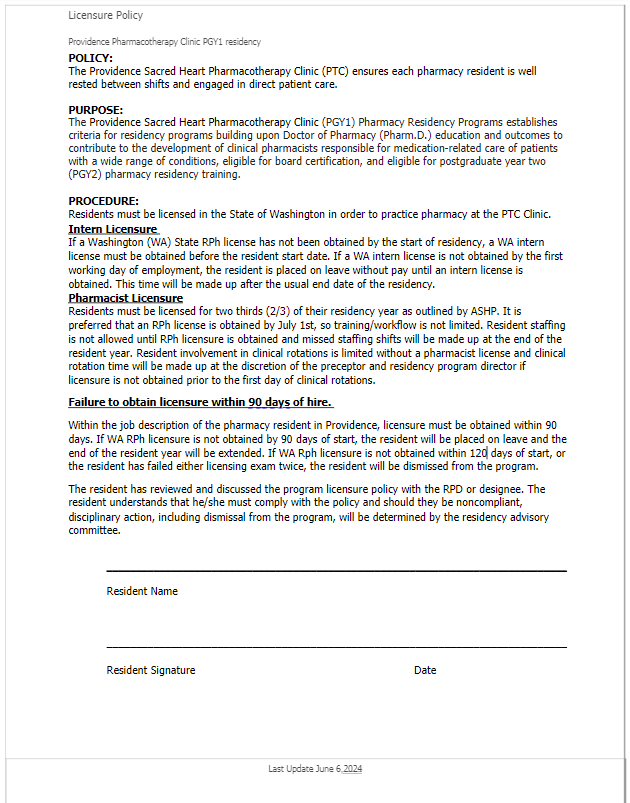 Licensure Policy
Providence Pharmacotherapy Clinic PGY1 residency
POLICY:
The Providence Sacred Heart Pharmacotherapy Clinic (PTC) ensures each pharmacy resident is well
rested between shifts and engaged in direct patient care.
PURPOSE:
The Providence Sacred Heart Pharmacotherapy Clinic (PGY1) Pharmacy Residency Programs establishes
criteria for residency programs building upon Doctor of Pharmacy (Pharm.D.) education and outcomes to
contribute to the development of clinical pharmacists responsible for medication-related care of patients
with a wide range of conditions, eligible for board certification, and eligible for postgraduate year two
(PGY2) pharmacy residency training.
PROCEDURE:
Residents must be licensed in the State of Washington in order to practice pharmacy at the PTC Clinic.
Intern Licensure
If a Washington (WA) State RPh license has not been obtained by the start of residency, a WA intern
license must be obtained before the resident start date. If a WA intern license is not obtained by the first
working day of employment, the resident is placed on leave without pay until an intern license is
obtained. This time will be made up after the usual end date of the residency.
Pharmacist Licensure
Residents must be licensed for two thirds (2/3) of their residency year as outlined by ASHP. It is
preferred that an RPh license is obtained by July 1st, so training/workflow is not limited. Resident staffing
is not allowed until RPh licensure is obtained and missed staffing shifts will be made up at the end of the
resident year. Resident involvement in clinical rotations is limited without a pharmacist license and clinical
rotation time will be made up at the discretion of the preceptor and residency program director if
licensure is not obtained prior to the first day of clinical rotations.
Failure to obtain licensure within 90 days of hire.
Within the job description of the pharmacy resident in Providence, licensure must be obtained within 90
days. If WA RPh licensure is not obtained by 90 days of start, the resident will be placed on leave and the
end of the resident year will be extended. If WA Rph licensure is not obtained within 120 days of start, or
the resident has failed either licensing exam twice, the resident will be dismissed from the program.
The resident has reviewed and discussed the program licensure policy with the RPD or designee. The
resident understands that he/she must comply with the policy and should they be noncompliant,
disciplinary action, including dismissal from the program, will be determined by the residency advisory
committee.
Resident Name
Resident Signature Date
Last Update June 6,2024